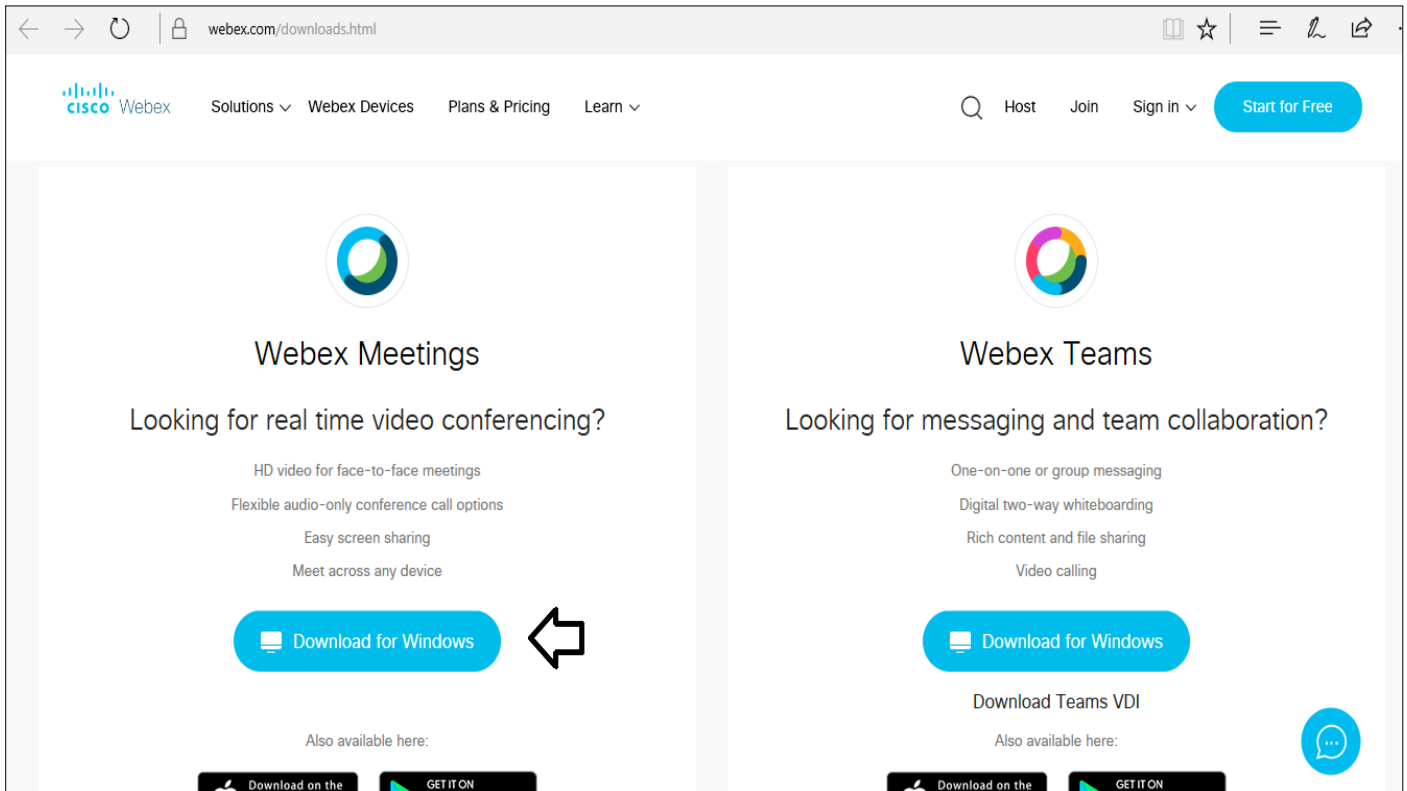 webex.com/downloads.html
CISCO Webex Solutions Webex Devices Plans & Pricing Learn Host Join Sign in Start for Free
Webex Meetings
Looking for real time video conferencing?
HD video for face-to-face meetings
Flexible audio-only conference call options
Easy screen sharing
Meet across any device
Download for Windows
Also available here:
Download on the
GET IT ON
Webex Teams
Looking for messaging and team collaboration?
One-on-one or group messaging
Digital two-way whiteboarding
Rich content and file sharing
Video calling
Download for Windows
Download Teams VDI
Also available here:
Download on the
GET IT ON